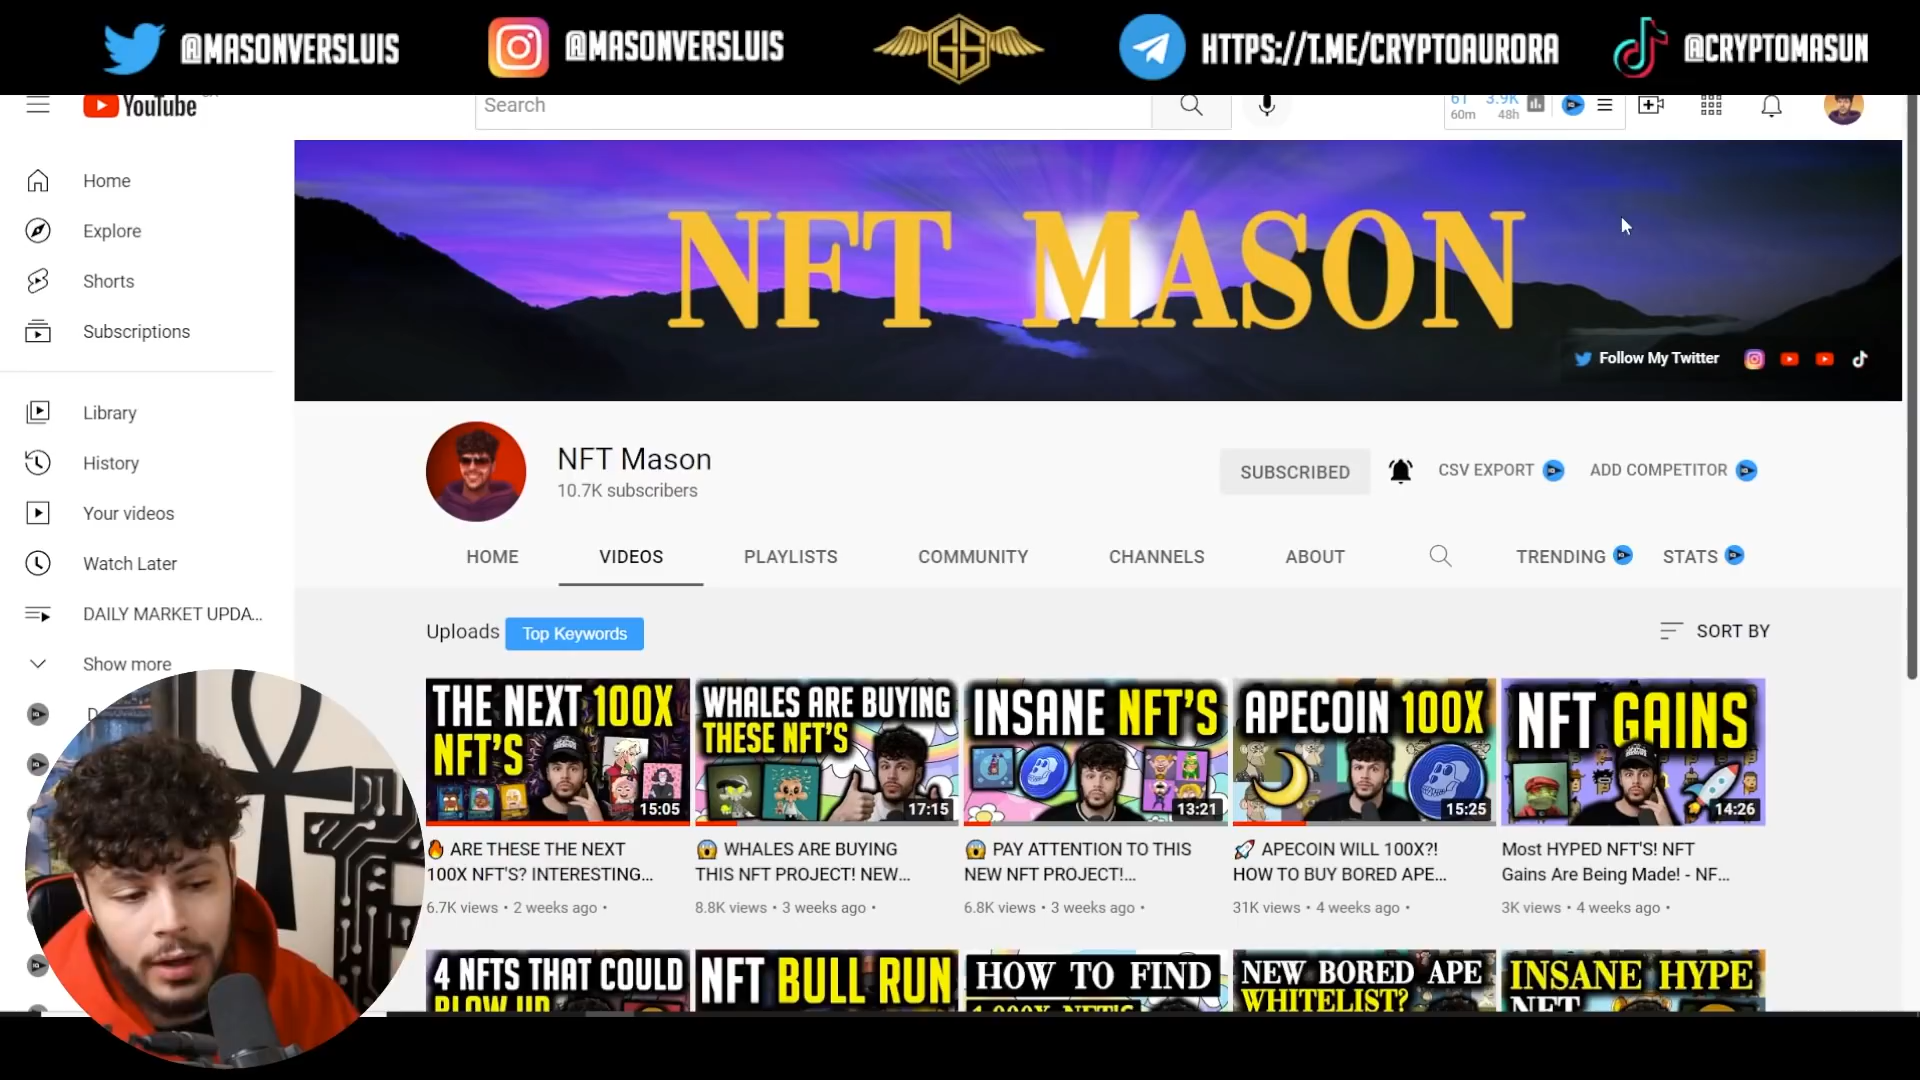 @MASONVERSLUIS
@MASONVERSLUIS
GS
HTTPS://T.ME/CRYPTOAURORA
@CRYPTOMASUN
YouTube
Search
61 3.9K
60m 48h
Home
Explore
Shorts
Subscriptions
Library
History
Your videos
Watch Later
DAILY MARKET UPDA...
Show more
NFT MASON
Follow My Twitter
NFT Mason
10.7K subscribers
SUBSCRIBED
CSV EXPORT
ADD COMPETITOR
HOME
VIDEOS
PLAYLISTS
COMMUNITY
CHANNELS
ABOUT
TRENDING
STATS
Uploads
Top Keywords
SORT BY
THE NEXT 100X
NFT'S
15:05
WHALES ARE BUYING
THESE NFT'S
17:15
INSANE NFT'S
13:21
APECOIN 100X
15:25
NFT GAINS
14:26
ARE THESE THE NEXT
100X NFT'S? INTERESTING...
6.7K views • 2 weeks ago •
WHALES ARE BUYING
THIS NFT PROJECT! NEW...
8.8K views • 3 weeks ago •
PAY ATTENTION TO THIS
NEW NFT PROJECT!...
6.8K views • 3 weeks ago •
APECOIN WILL 100X?!
HOW TO BUY BORED APE...
31K views • 4 weeks ago •
Most HYPED NFT'S! NFT
Gains Are Being Made! - NF...
3K views • 4 weeks ago •
4 NFTS THAT COULD
BLOW UP
NFT BULL RUN
HOW TO FIND
NEW BORED APE
WHITELIST?
INSANE HYPE
NFT